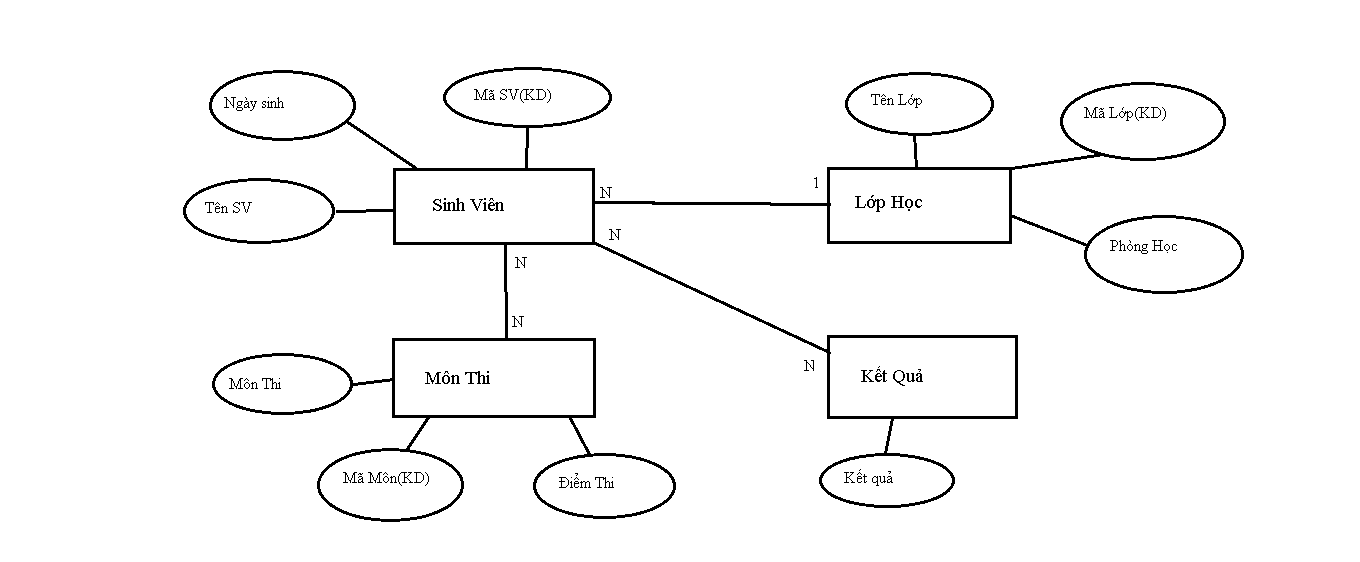 Ngày sinh
Mã SV(KD)
Tên Lớp
Mã Lớp(KD)
Tên SV
Sinh Viên
N
1
Lớp Học
N
Phòng Học
N
N
Môn Thi
N
Kết Quả
Môn Thi
Mã Môn(KD)
Điểm Thi
Kết quả